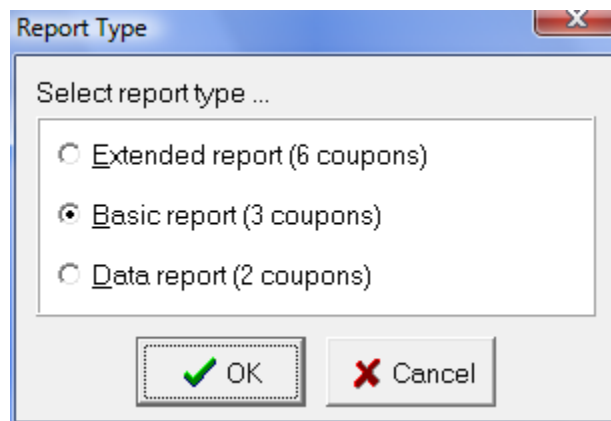 Report Type
Select report type ...
Extended report (6 coupons)
Basic report (3 coupons)
Data report (2 coupons)
OK
Cancel